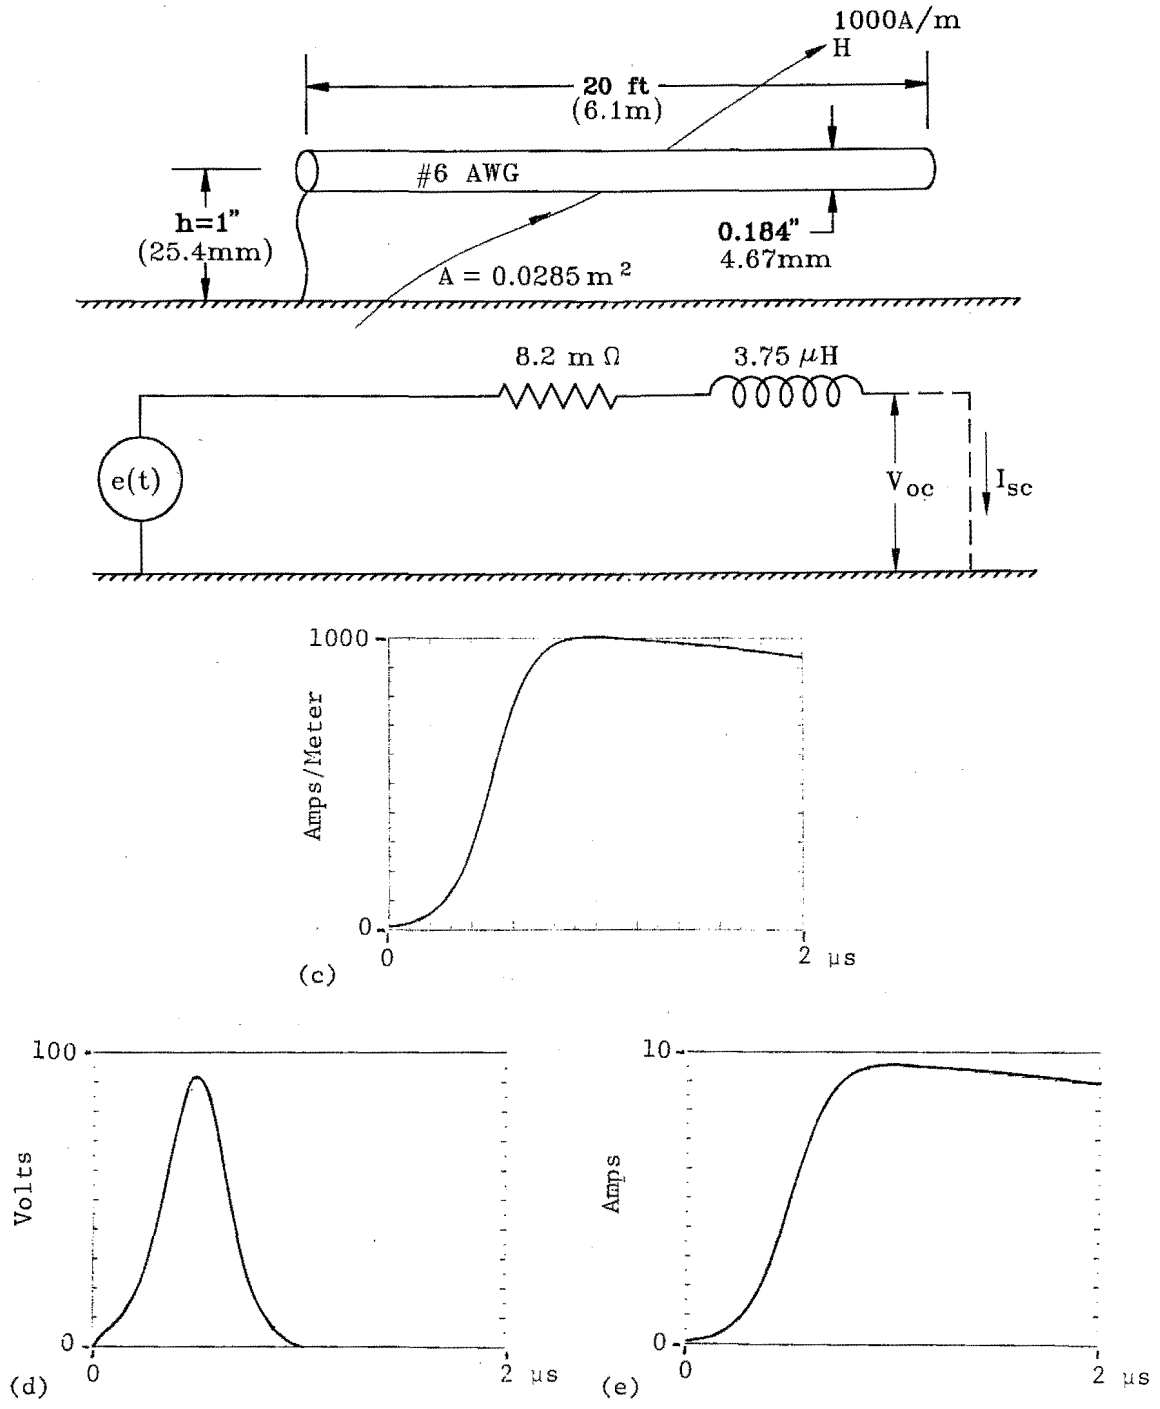 1000A/m
H
20 ft
(6.1m)
#6 AWG
h=1"
(25.4mm)
0.184"
4.67mm
A = 0.0285 m²
8.2 m Ω
3.75 μH
e(t)
Voc
Isc
1000
Amps/Meter
0
0
2 μs
(c)
100
Volts
0
0
2 μs
(d)
10
Amps
0
0
2 μs
(e)